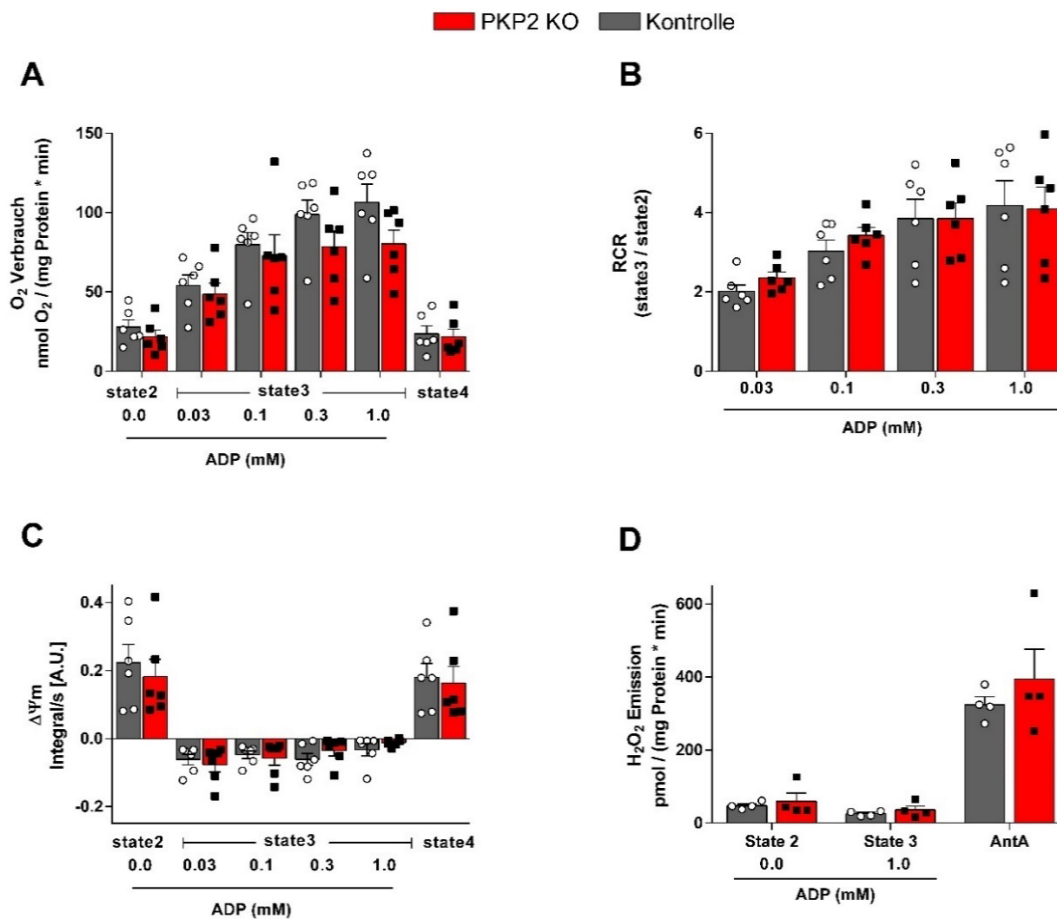 PKP2 KO Kontrolle
A
O₂ Verbrauch
nmol O₂ / (mg Protein * min)
150
100
50
0
state2 state3 state4
0.0 0.03 0.1 0.3 1.0
ADP (mM)
B
RCR
(state3 / state2)
6
4
2
0
0.03 0.1 0.3 1.0
ADP (mM)
C
ΔΨm
Integral/s [A.U.]
0.4
0.2
0.0
-0.2
state2 state3 state4
0.0 0.03 0.1 0.3 1.0
ADP (mM)
D
H₂O₂ Emission
pmol / (mg Protein * min)
600
400
200
0
State 2 State 3 AntA
0.0 1.0
ADP (mM)